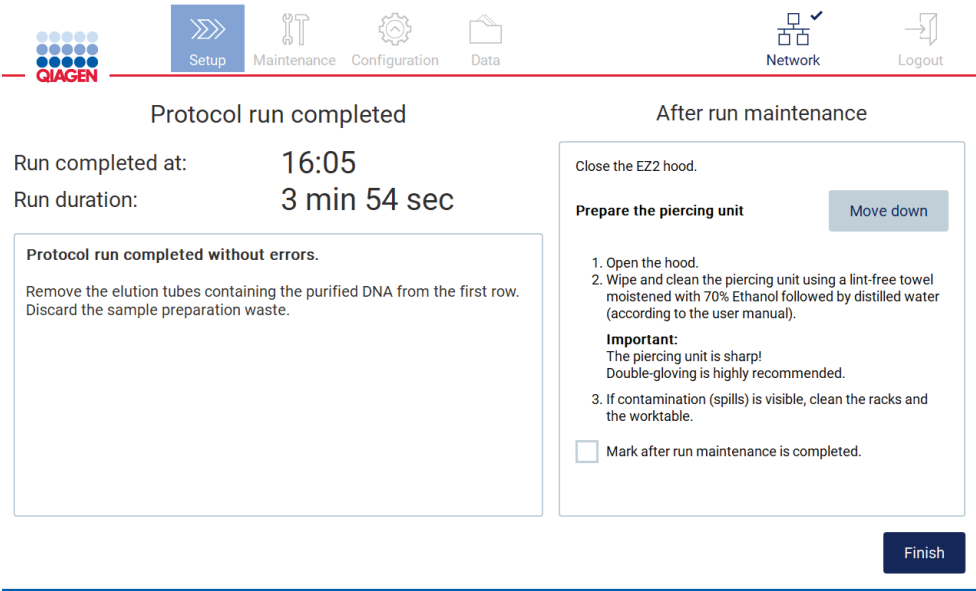 QIAGEN
Setup
Maintenance
Configuration
Data
Network
Logout
Protocol run completed
Run completed at: 16:05
Run duration: 3 min 54 sec
Protocol run completed without errors.
Remove the elution tubes containing the purified DNA from the first row.
Discard the sample preparation waste.
After run maintenance
Close the EZ2 hood.
Prepare the piercing unit
Move down
1. Open the hood.
2. Wipe and clean the piercing unit using a lint-free towel
moistened with 70% Ethanol followed by distilled water
(according to the user manual).
Important:
The piercing unit is sharp!
Double-gloving is highly recommended.
3. If contamination (spills) is visible, clean the racks and
the worktable.
Mark after run maintenance is completed.
Finish